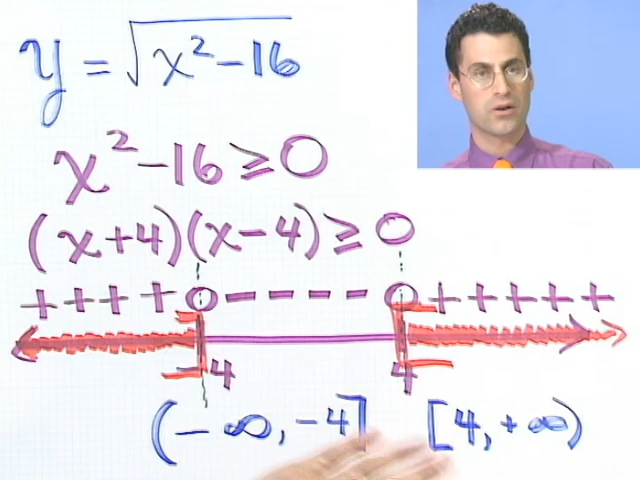 y = √x² - 16
x² - 16 ≥ 0
(x + 4)(x - 4) ≥ 0
+ + + + 0 - - - - 0 + + + + +
-4 4
(-∞, -4] [4, +∞)